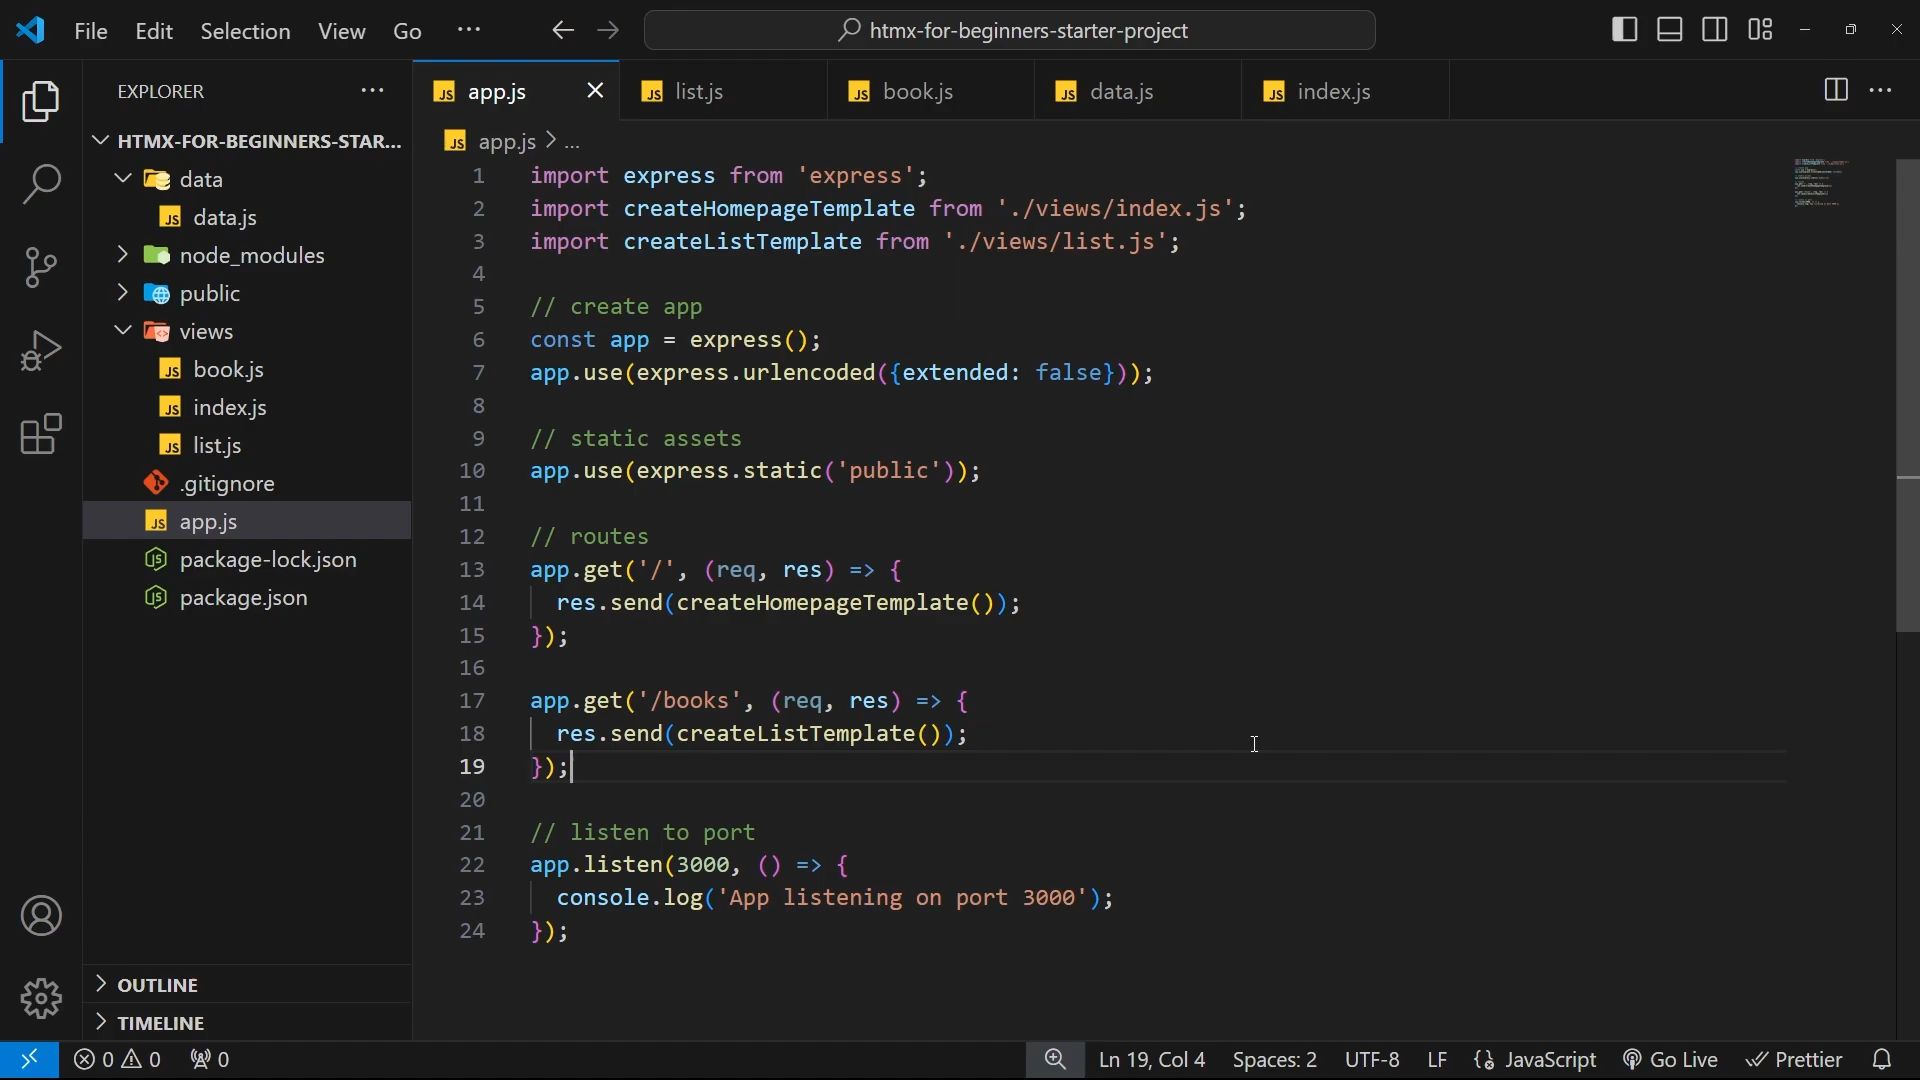 File Edit Selection View Go ···
htmx-for-beginners-starter-project
EXPLORER ···
HTMX-FOR-BEGINNERS-STAR...
data
data.js
node_modules
public
views
book.js
index.js
list.js
.gitignore
app.js
package-lock.json
package.json
OUTLINE
TIMELINE
JS app.js
JS list.js
JS book.js
JS data.js
JS index.js
JS app.js > ...
1 import express from 'express';
2 import createHomepageTemplate from './views/index.js';
3 import createListTemplate from './views/list.js';
4
5 // create app
6 const app = express();
7 app.use(express.urlencoded({extended: false}));
8
9 // static assets
10 app.use(express.static('public'));
11
12 // routes
13 app.get('/', (req, res) => {
14 res.send(createHomepageTemplate());
15 });
16
17 app.get('/books', (req, res) => {
18 res.send(createListTemplate());
19 });
20
21 // listen to port
22 app.listen(3000, () => {
23 console.log('App listening on port 3000');
24 });
0 0 0 Ln 19, Col 4 Spaces: 2 UTF-8 LF JavaScript Go Live Prettier